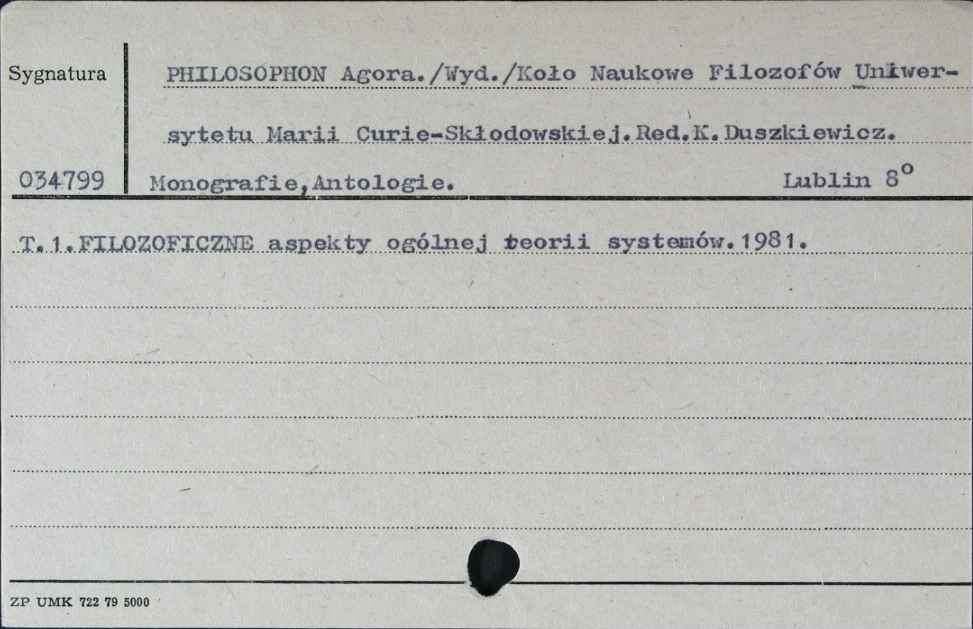 Sygnatura
PHILOSOPHON Agora./Wyd./Koło Naukowe Filozofów Uniwer-
sytetu Marii Curie-Skłodowskiej.Red.K.Duszkiewicz.
034799
Monografie,Antologie. Lublin 8°
T.1.FILOZOFICZNE aspekty ogólnej teorii systemów.1981.
ZP UMK 722 79 5000